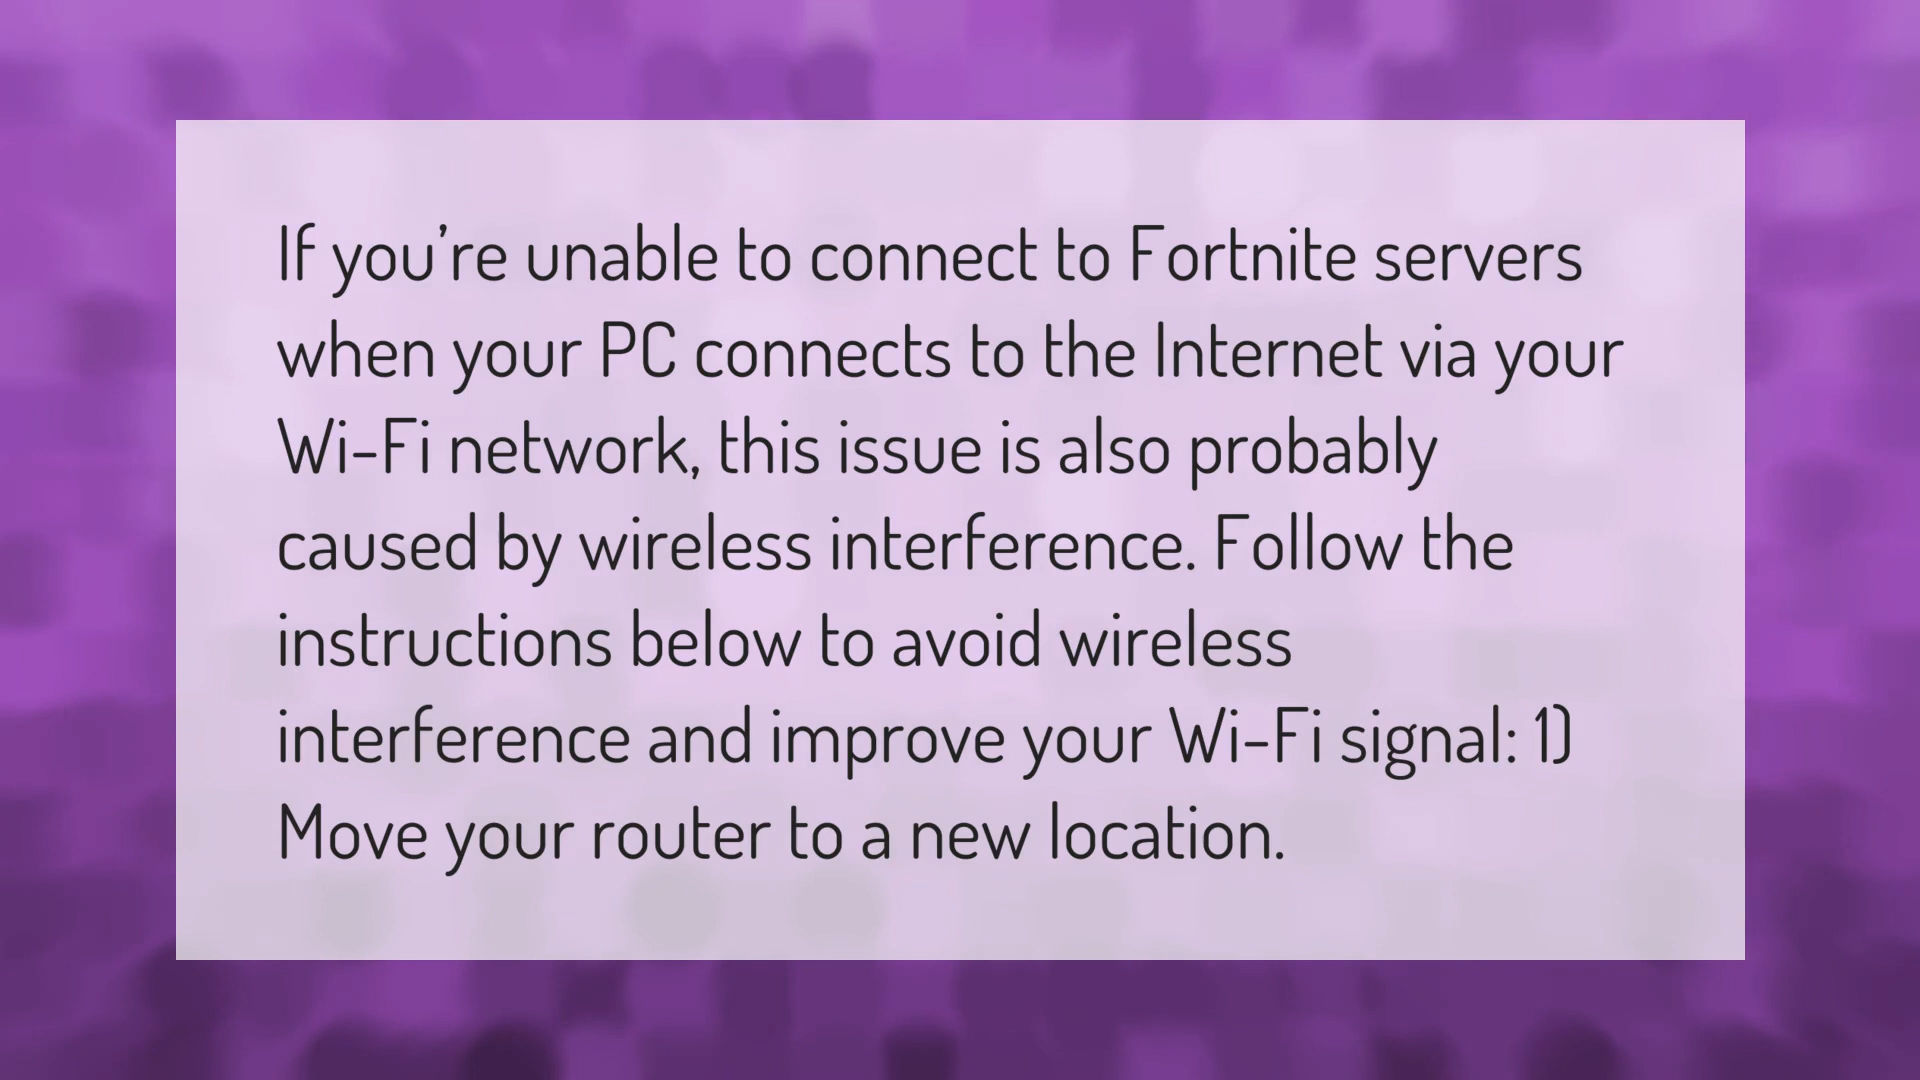 If you're unable to connect to Fortnite servers
when your PC connects to the Internet via your
Wi-Fi network, this issue is also probably
caused by wireless interference. Follow the
instructions below to avoid wireless
interference and improve your Wi-Fi signal: 1)
Move your router to a new location.